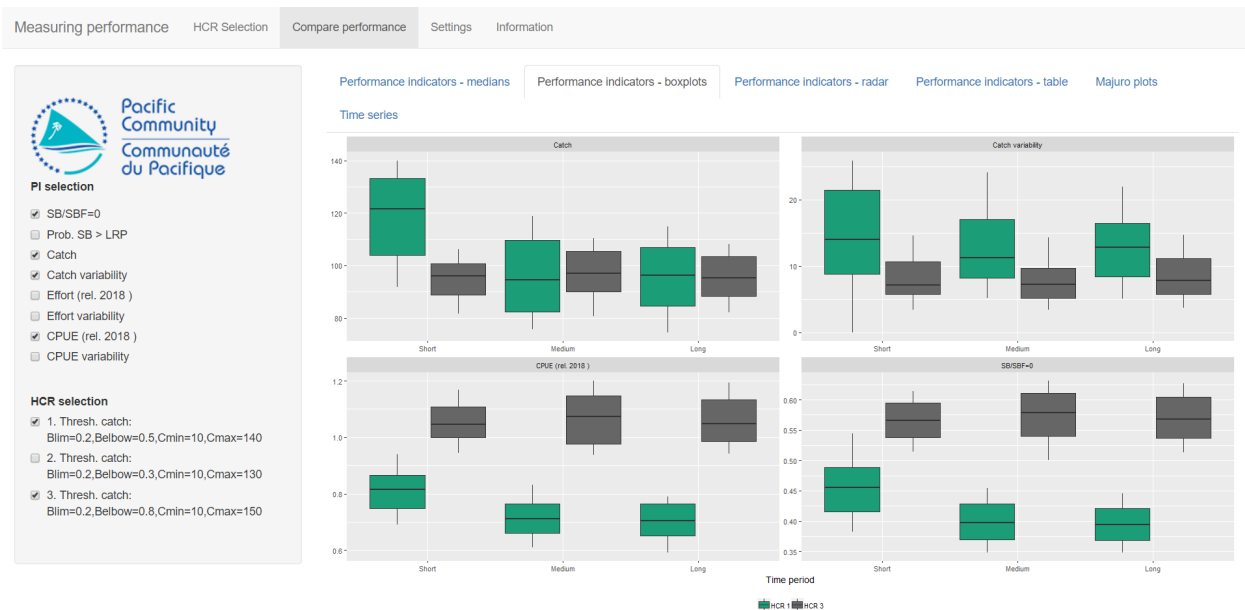 Measuring performance HCR Selection Compare performance Settings Information
Pacific
Community
Communauté
du Pacifique
PI selection
SB/SBF=0
Prob. SB > LRP
Catch
Catch variability
Effort (rel. 2018 )
Effort variability
CPUE (rel. 2018 )
CPUE variability
HCR selection
1. Thresh. catch:
Blim=0.2,Belbow=0.5,Cmin=10,Cmax=140
2. Thresh. catch:
Blim=0.2,Belbow=0.3,Cmin=10,Cmax=130
3. Thresh. catch:
Blim=0.2,Belbow=0.8,Cmin=10,Cmax=150
Performance indicators - medians Performance indicators - boxplots Performance indicators - radar Performance indicators - table Majuro plots
Time series
Catch
140
120
100
80
Short Medium Long
Catch variability
20
10
0
Short Medium Long
CPUE (rel. 2018 )
1.2
1.0
0.8
0.6
Short Medium Long
SB/SBF=0
0.60
0.55
0.50
0.45
0.40
0.35
Short Medium Long
Time period
HCR 1 HCR 3